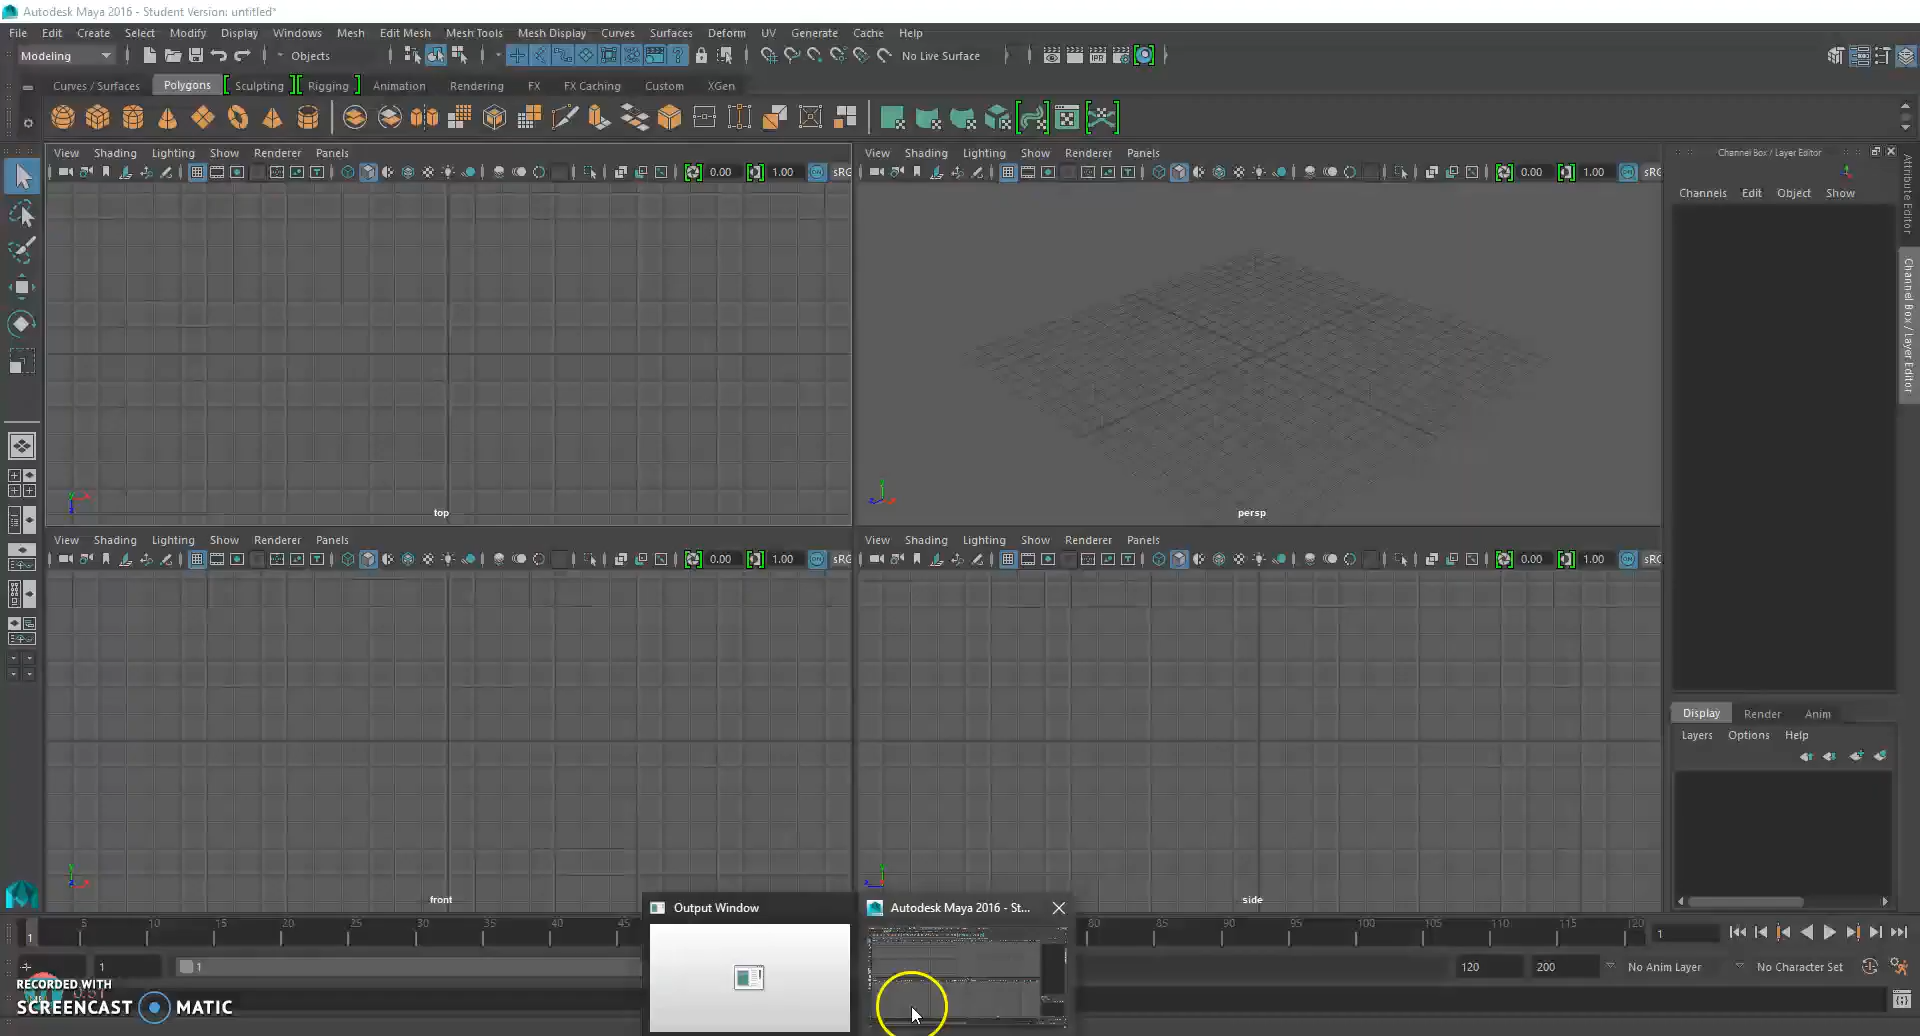 Autodesk Maya 2016 - Student Version: untitled*
File Edit Create Select Modify Display Windows Mesh Edit Mesh Mesh Tools Mesh Display Curves Surfaces Deform UV Generate Cache Help
Modeling Objects No Live Surface
Curves / Surfaces Polygons Sculpting Rigging Animation Rendering FX FX Caching Custom XGen
View Shading Lighting Show Renderer Panels
0.00 1.00
top
View Shading Lighting Show Renderer Panels
0.00 1.00
persp
View Shading Lighting Show Renderer Panels
0.00 1.00
front
View Shading Lighting Show Renderer Panels
0.00 1.00
side
Channel Box / Layer Editor
Channels Edit Object Show
Attribute Editor
Channel Box / Layer Editor
Display Render Anim
Layers Options Help
Output Window
Autodesk Maya 2016 - St...
1 5 10 15 20 25 30 35 40 45 80 85 90 95 100 105 110 115 120
1
1 1 120 200 No Anim Layer No Character Set
RECORDED WITH
SCREENCAST MATIC